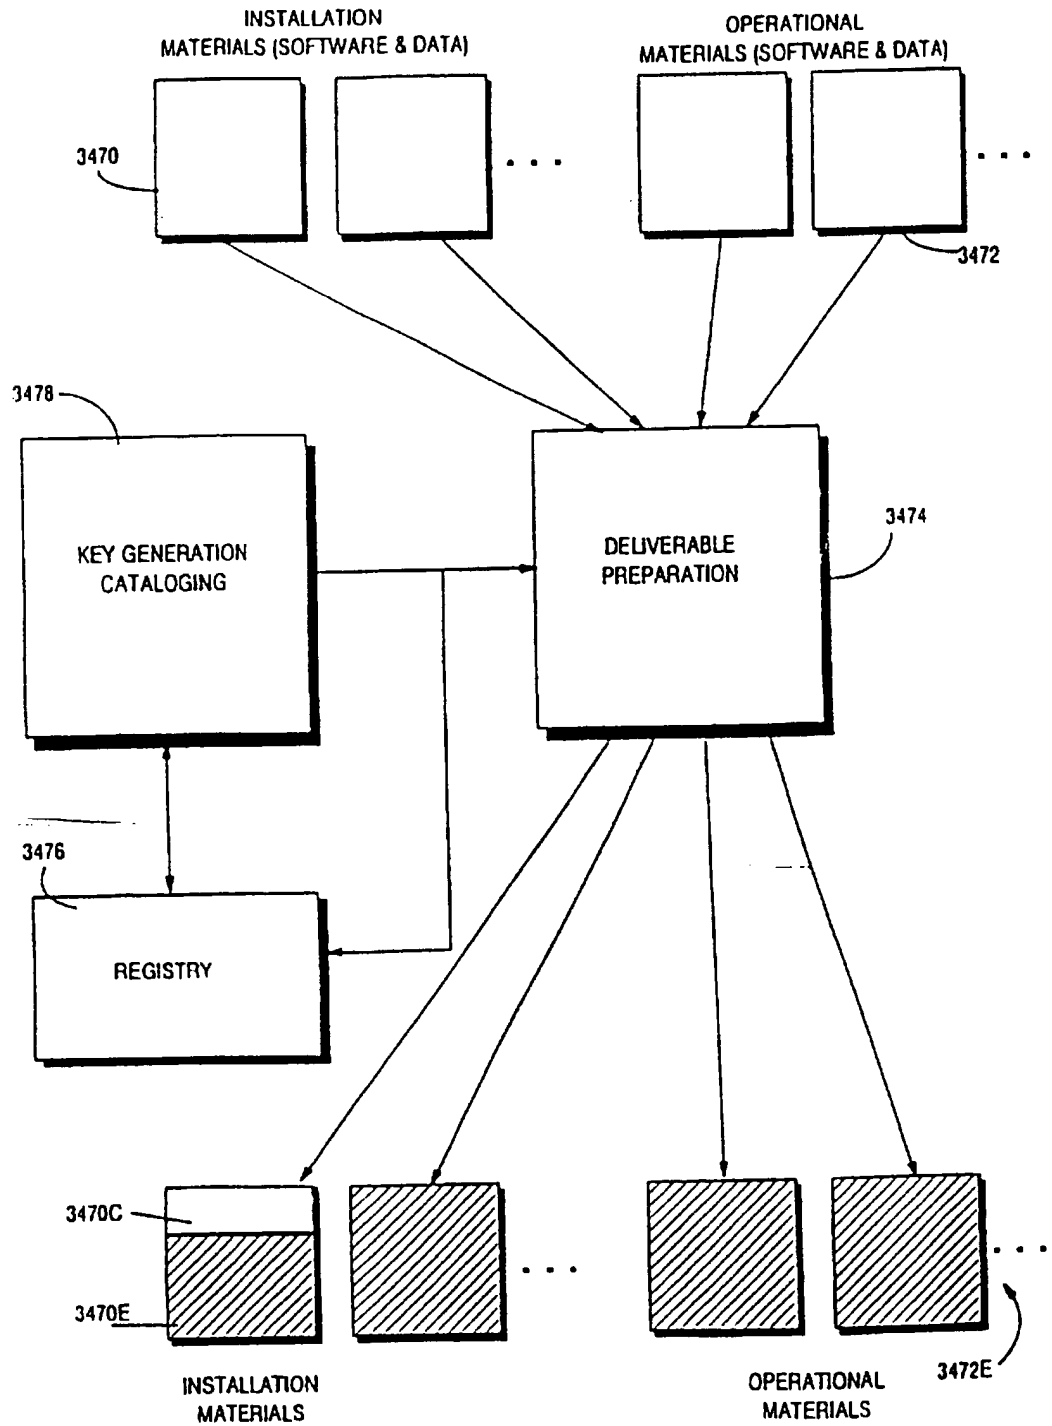 INSTALLATION
MATERIALS (SOFTWARE & DATA)
OPERATIONAL
MATERIALS (SOFTWARE & DATA)
3470
3472
3478
KEY GENERATION
CATALOGING
DELIVERABLE
PREPARATION
3474
3476
REGISTRY
3470C
3470E
3472E
INSTALLATION
MATERIALS
OPERATIONAL
MATERIALS